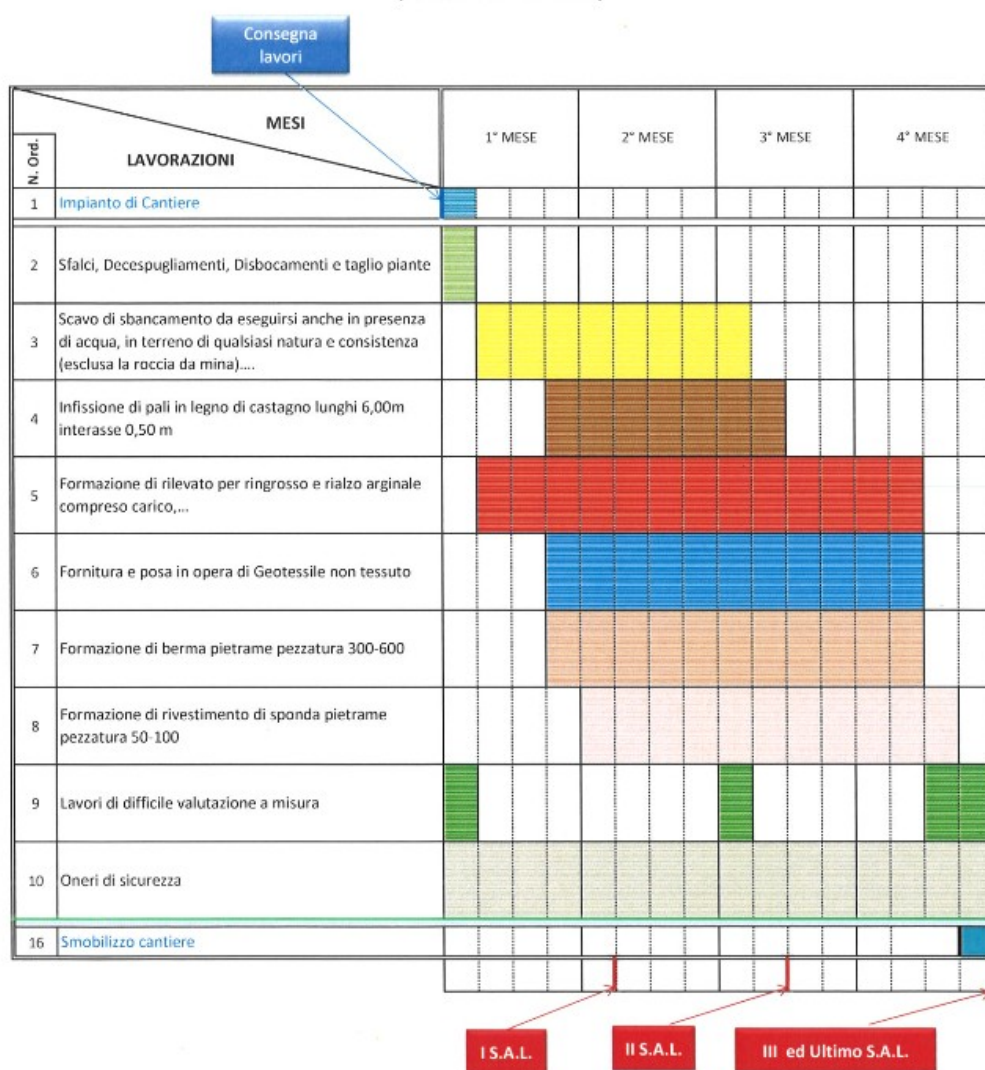 Consegna
lavori
MESI
N. Ord.
LAVORAZIONI
1° MESE
2° MESE
3° MESE
4° MESE
1
Impianto di Cantiere
2
Sfalci, Decespugliamenti, Disbocamenti e taglio piante
3
Scavo di sbancamento da eseguirsi anche in presenza
di acqua, in terreno di qualsiasi natura e consistenza
(esclusa la roccia da mina)....
4
Infissione di pali in legno di castagno lunghi 6,00m
interasse 0,50 m
5
Formazione di rilevato per ringrosso e rialzo arginale
compreso carico,...
6
Fornitura e posa in opera di Geotessile non tessuto
7
Formazione di berma pietrame pezzatura 300-600
8
Formazione di rivestimento di sponda pietrame
pezzatura 50-100
9
Lavori di difficile valutazione a misura
10
Oneri di sicurezza
16
Smobilizzo cantiere
I S.A.L.
II S.A.L.
III ed Ultimo S.A.L.